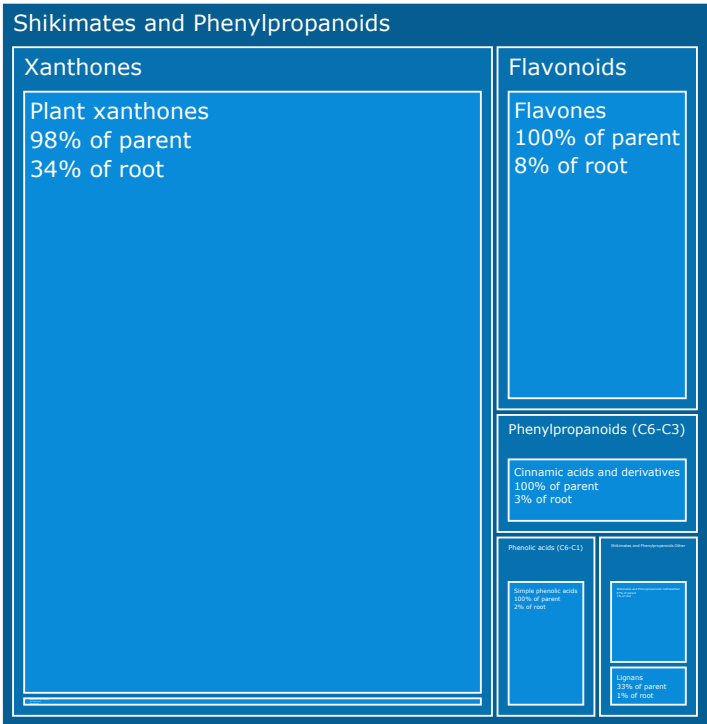 Shikimates and Phenylpropanoids
Xanthones
Plant xanthones
98% of parent
34% of root
Flavonoids
Flavones
100% of parent
8% of root
Phenylpropanoids (C6-C3)
Cinnamic acids and derivatives
100% of parent
3% of root
Phenolic acids (C6-C1)
Simple phenolic acids
100% of parent
2% of root
Shikimates and Phenylpropanoids Other
Lignans
33% of parent
1% of root